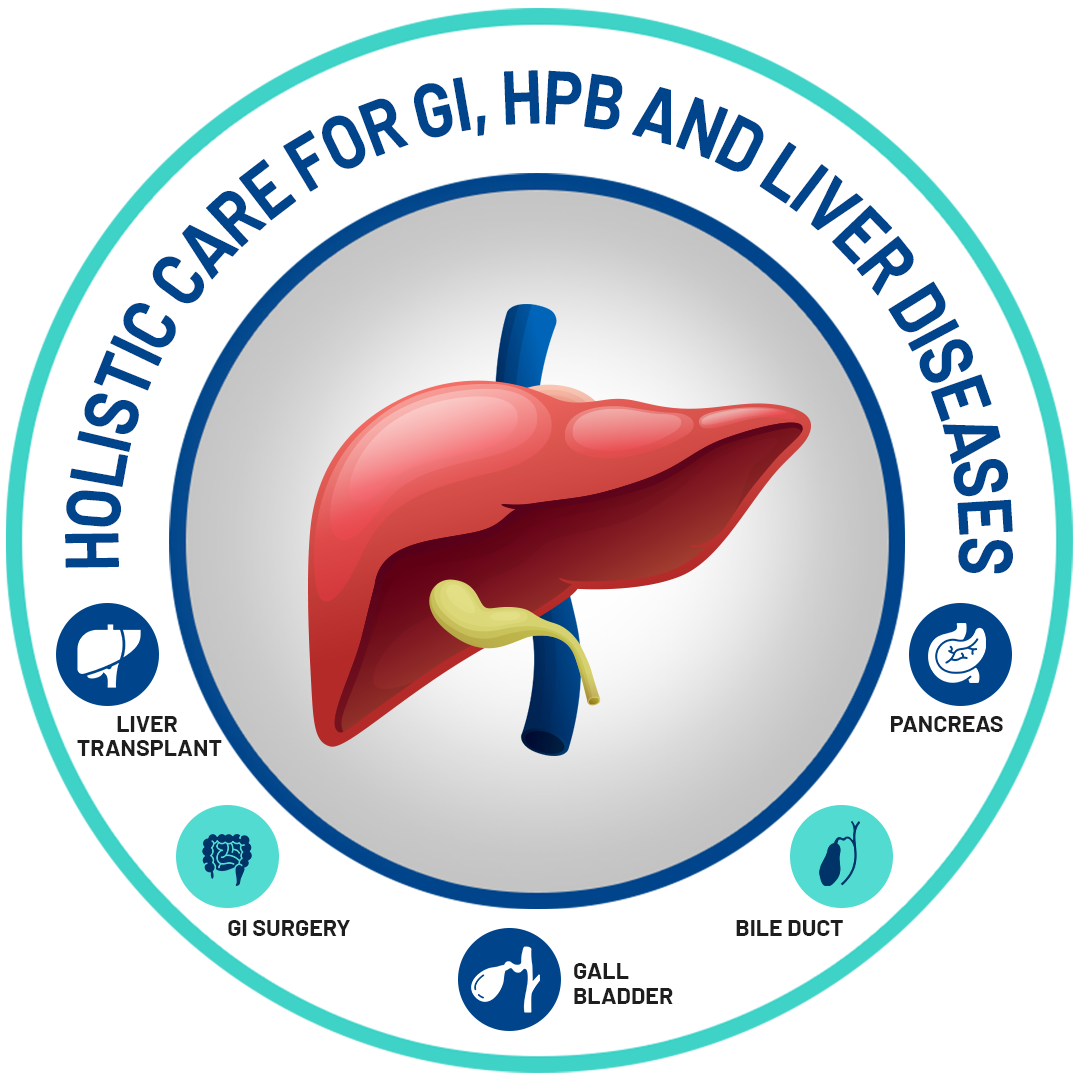 HOLISTIC CARE FOR GI, HPB AND LIVER DISEASES
LIVER
TRANSPLANT
PANCREAS
GI SURGERY
BILE DUCT
GALL
BLADDER